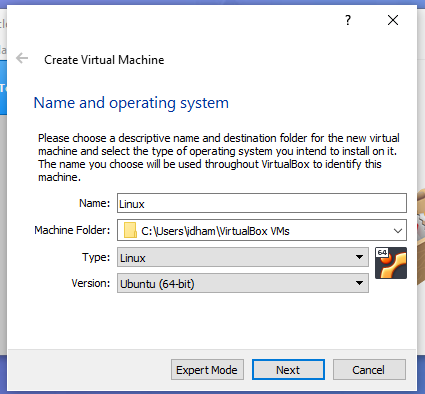 ?
Create Virtual Machine
Name and operating system
Please choose a descriptive name and destination folder for the new virtual
machine and select the type of operating system you intend to install on it.
The name you choose will be used throughout VirtualBox to identify this
machine.
Name: Linux
Machine Folder: C:\Users\idham\VirtualBox VMs
Type: Linux
64
Version: Ubuntu (64-bit)
Expert Mode Next Cancel